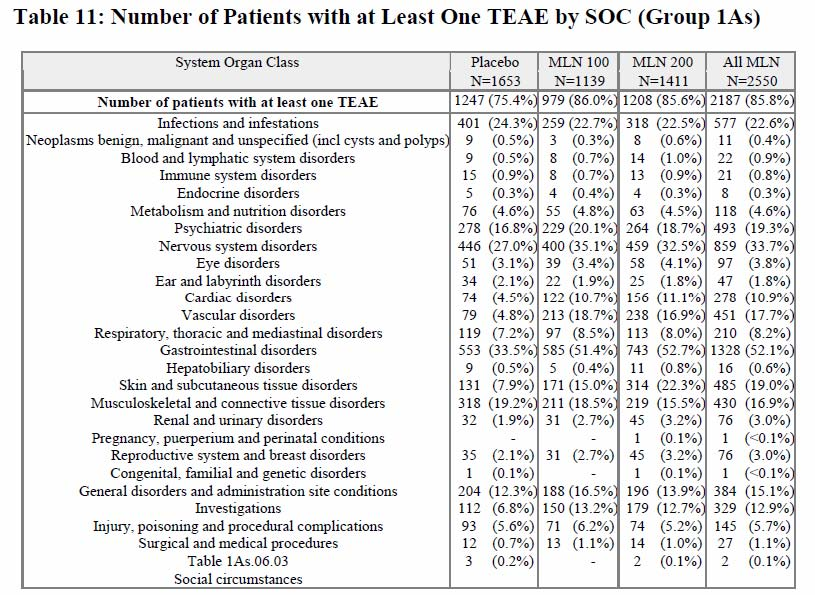 Table 11: Number of Patients with at Least One TEAE by SOC (Group 1As)
System Organ Class Placebo MLN 100 MLN 200 All MLN
N=1653 N=1139 N=1411 N=2550
Number of patients with at least one TEAE 1247 (75.4%) 979 (86.0%) 1208 (85.6%) 2187 (85.8%)
Infections and infestations 401 (24.3%) 259 (22.7%) 318 (22.5%) 577 (22.6%)
Neoplasms benign, malignant and unspecified (incl cysts and polyps) 9 (0.5%) 3 (0.3%) 8 (0.6%) 11 (0.4%)
Blood and lymphatic system disorders 9 (0.5%) 8 (0.7%) 14 (1.0%) 22 (0.9%)
Immune system disorders 15 (0.9%) 8 (0.7%) 13 (0.9%) 21 (0.8%)
Endocrine disorders 5 (0.3%) 4 (0.4%) 4 (0.3%) 8 (0.3%)
Metabolism and nutrition disorders 76 (4.6%) 55 (4.8%) 63 (4.5%) 118 (4.6%)
Psychiatric disorders 278 (16.8%) 229 (20.1%) 264 (18.7%) 493 (19.3%)
Nervous system disorders 446 (27.0%) 400 (35.1%) 459 (32.5%) 859 (33.7%)
Eye disorders 51 (3.1%) 39 (3.4%) 58 (4.1%) 97 (3.8%)
Ear and labyrinth disorders 34 (2.1%) 22 (1.9%) 25 (1.8%) 47 (1.8%)
Cardiac disorders 74 (4.5%) 122 (10.7%) 156 (11.1%) 278 (10.9%)
Vascular disorders 79 (4.8%) 213 (18.7%) 238 (16.9%) 451 (17.7%)
Respiratory, thoracic and mediastinal disorders 119 (7.2%) 97 (8.5%) 113 (8.0%) 210 (8.2%)
Gastrointestinal disorders 553 (33.5%) 585 (51.4%) 743 (52.7%) 1328 (52.1%)
Hepatobiliary disorders 9 (0.5%) 5 (0.4%) 11 (0.8%) 16 (0.6%)
Skin and subcutaneous tissue disorders 131 (7.9%) 171 (15.0%) 314 (22.3%) 485 (19.0%)
Musculoskeletal and connective tissue disorders 318 (19.2%) 211 (18.5%) 219 (15.5%) 430 (16.9%)
Renal and urinary disorders 32 (1.9%) 31 (2.7%) 45 (3.2%) 76 (3.0%)
Pregnancy, puerperium and perinatal conditions - - 1 (0.1%) 1 (<0.1%)
Reproductive system and breast disorders 35 (2.1%) 31 (2.7%) 45 (3.2%) 76 (3.0%)
Congenital, familial and genetic disorders 1 (0.1%) - 1 (0.1%) 1 (<0.1%)
General disorders and administration site conditions 204 (12.3%) 188 (16.5%) 196 (13.9%) 384 (15.1%)
Investigations 112 (6.8%) 150 (13.2%) 179 (12.7%) 329 (12.9%)
Injury, poisoning and procedural complications 93 (5.6%) 71 (6.2%) 74 (5.2%) 145 (5.7%)
Surgical and medical procedures 12 (0.7%) 13 (1.1%) 14 (1.0%) 27 (1.1%)
Table 1As.06.03 3 (0.2%) - 2 (0.1%) 2 (0.1%)
Social circumstances